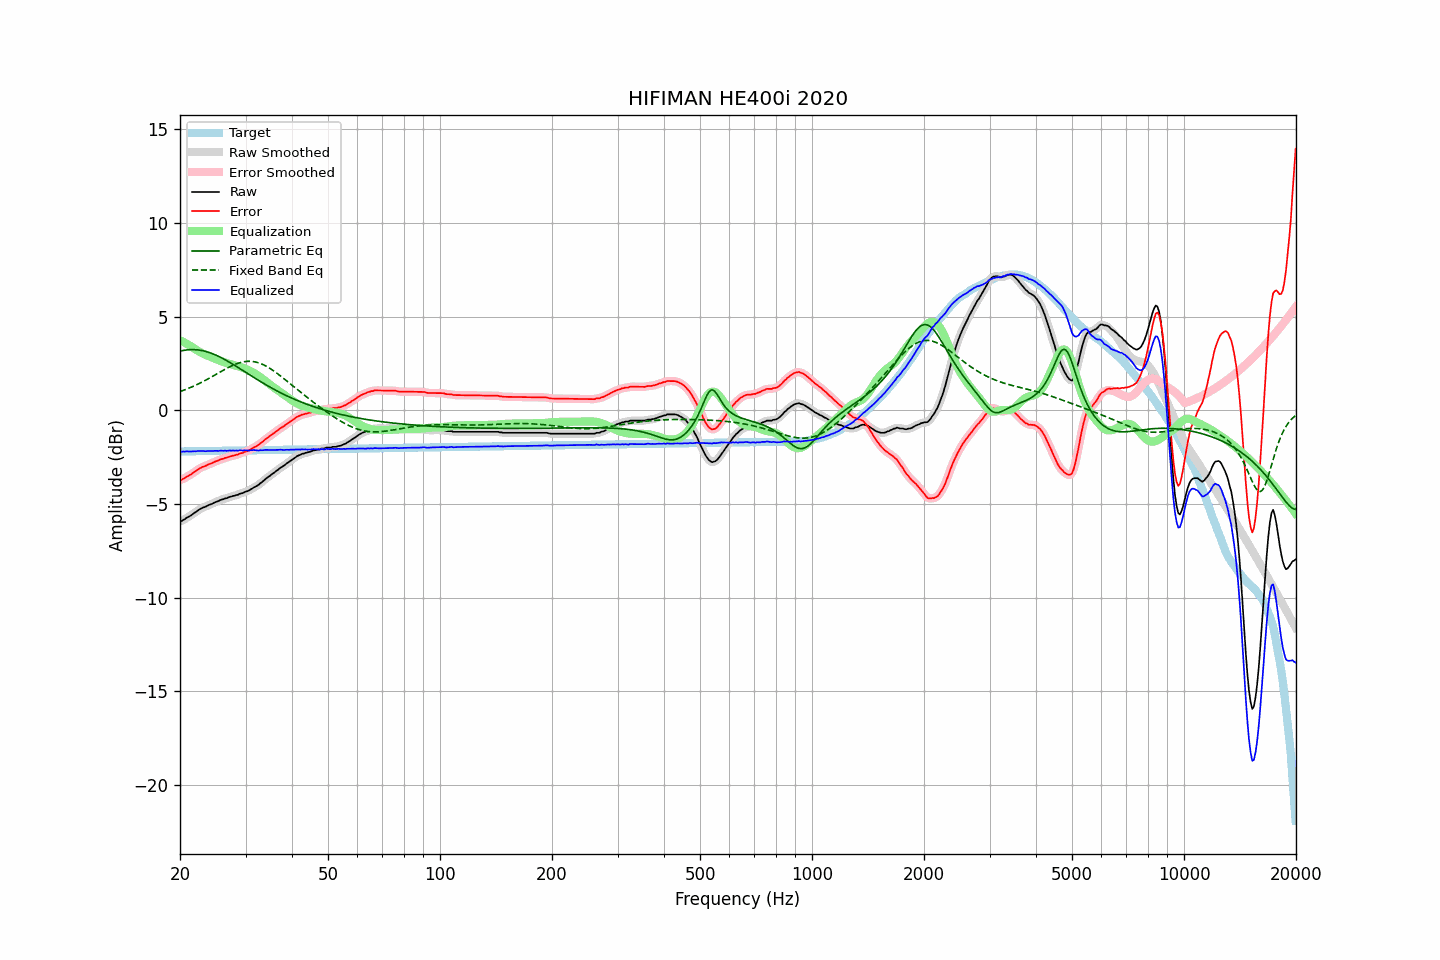 HIFIMAN HE400i 2020
Target
Raw Smoothed
Error Smoothed
Raw
Error
Equalization
Parametric Eq
Fixed Band Eq
Equalized
Amplitude (dBr)
15
10
5
0
−5
−10
−15
−20
20
50
100
200
500
1000
2000
5000
10000
20000
Frequency (Hz)